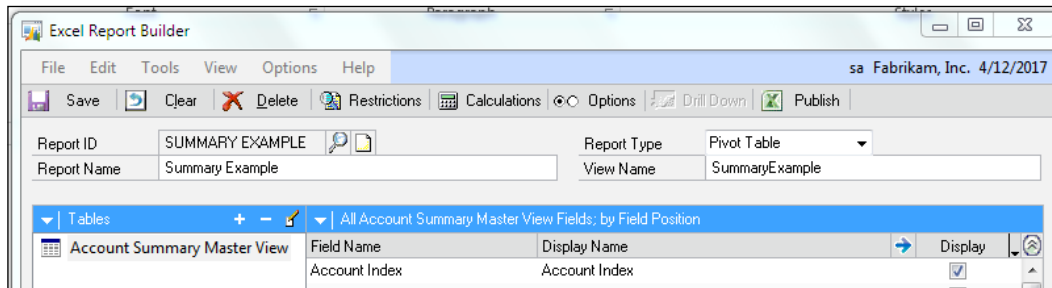 Font Paragraph Styles
Excel Report Builder
File Edit Tools View Options Help sa Fabrikam, Inc. 4/12/2017
Save Clear Delete Restrictions Calculations Options Drill Down Publish
Report ID SUMMARY EXAMPLE Report Type Pivot Table
Report Name Summary Example View Name SummaryExample
Tables All Account Summary Master View Fields; by Field Position
Account Summary Master View Field Name Display Name Display
Account Index Account Index